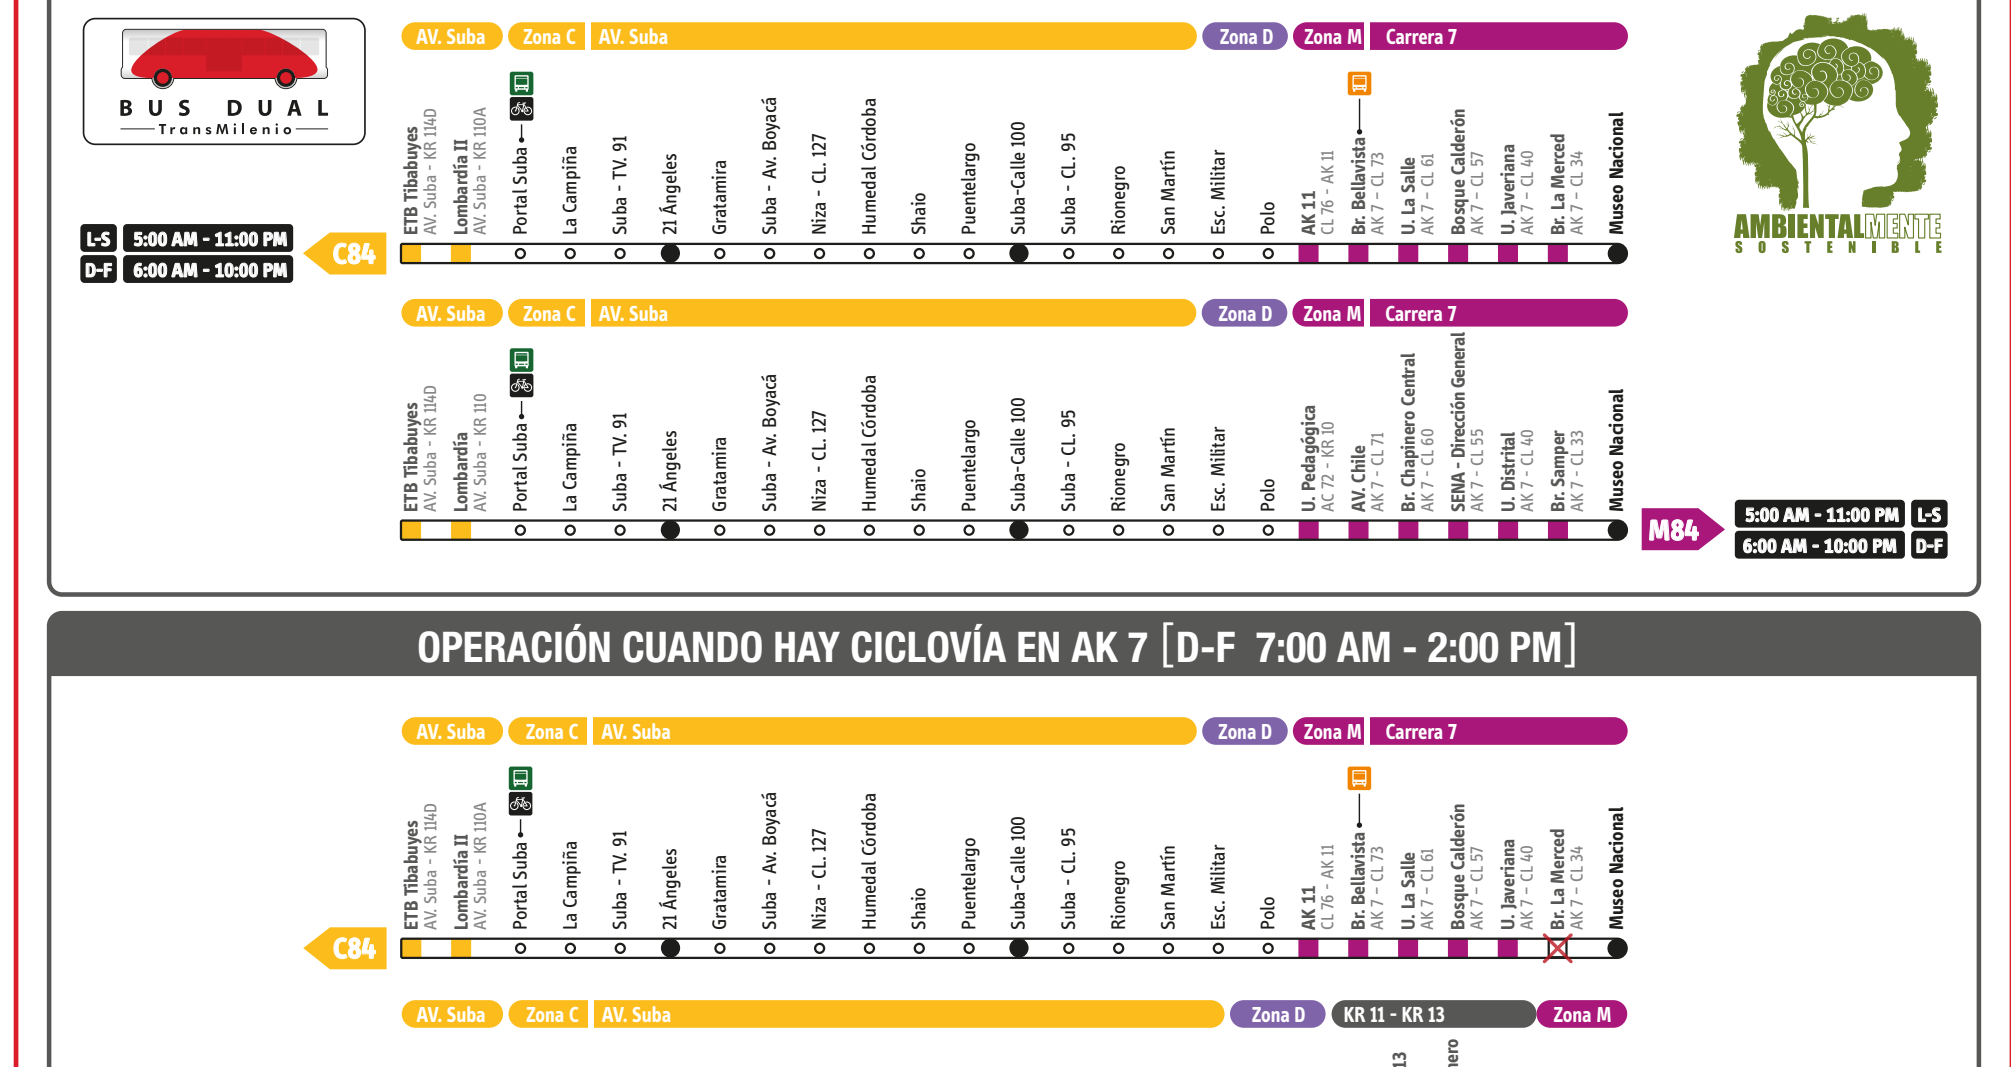 BUS DUAL
TransMilenio
AV. Suba
Zona C
AV. Suba
Zona D
Zona M
Carrera 7
AMBIENTALMENTE
SOSTENIBLE
ETB Tibabuyes
AV. Suba - KR 114D
Lombardía II
AV. Suba - KR 110A
Portal Suba
La Campiña
Suba - TV. 91
21 Ángeles
Gratamira
Suba - Av. Boyacá
Niza - CL. 127
Humedal Córdoba
Shaio
Puentelargo
Suba-Calle 100
Suba - CL. 95
Rionegro
San Martín
Esc. Militar
Polo
AK 11
CL 76 - AK 11
Br. Bellavista
AK 7 - CL 73
U. La Salle
AK 7 - CL 61
Bosque Calderón
AK 7 - CL 57
U. Javeriana
AK 7 - CL 40
Br. La Merced
AK 7 - CL 34
Museo Nacional
L-S 5:00 AM - 11:00 PM
D-F 6:00 AM - 10:00 PM
C84
AV. Suba
Zona C
AV. Suba
Zona D
Zona M
Carrera 7
ETB Tibabuyes
AV. Suba - KR 114D
Lombardía
AV. Suba - KR 110
Portal Suba
La Campiña
Suba - TV. 91
21 Ángeles
Gratamira
Suba - Av. Boyacá
Niza - CL. 127
Humedal Córdoba
Shaio
Puentelargo
Suba-Calle 100
Suba - CL. 95
Rionegro
San Martín
Esc. Militar
Polo
U. Pedagógica
AC 72 - KR 10
AV. Chile
AK 7 - CL 71
Br. Chapinero Central
AK 7 - CL 60
SENA - Dirección General
AK 7 - CL 55
U. Distrital
AK 7 - CL 40
Br. Samper
AK 7 - CL 33
Museo Nacional
M84
5:00 AM - 11:00 PM L-S
6:00 AM - 10:00 PM D-F
OPERACIÓN CUANDO HAY CICLOVÍA EN AK 7 [D-F 7:00 AM - 2:00 PM]
AV. Suba
Zona C
AV. Suba
Zona D
Zona M
Carrera 7
ETB Tibabuyes
AV. Suba - KR 114D
Lombardía II
AV. Suba - KR 110A
Portal Suba
La Campiña
Suba - TV. 91
21 Ángeles
Gratamira
Suba - Av. Boyacá
Niza - CL. 127
Humedal Córdoba
Shaio
Puentelargo
Suba-Calle 100
Suba - CL. 95
Rionegro
San Martín
Esc. Militar
Polo
AK 11
CL 76 - AK 11
Br. Bellavista
AK 7 - CL 73
U. La Salle
AK 7 - CL 61
Bosque Calderón
AK 7 - CL 57
U. Javeriana
AK 7 - CL 40
Br. La Merced
AK 7 - CL 34
Museo Nacional
C84
AV. Suba
Zona C
AV. Suba
Zona D
KR 11 - KR 13
Zona M
13
nero